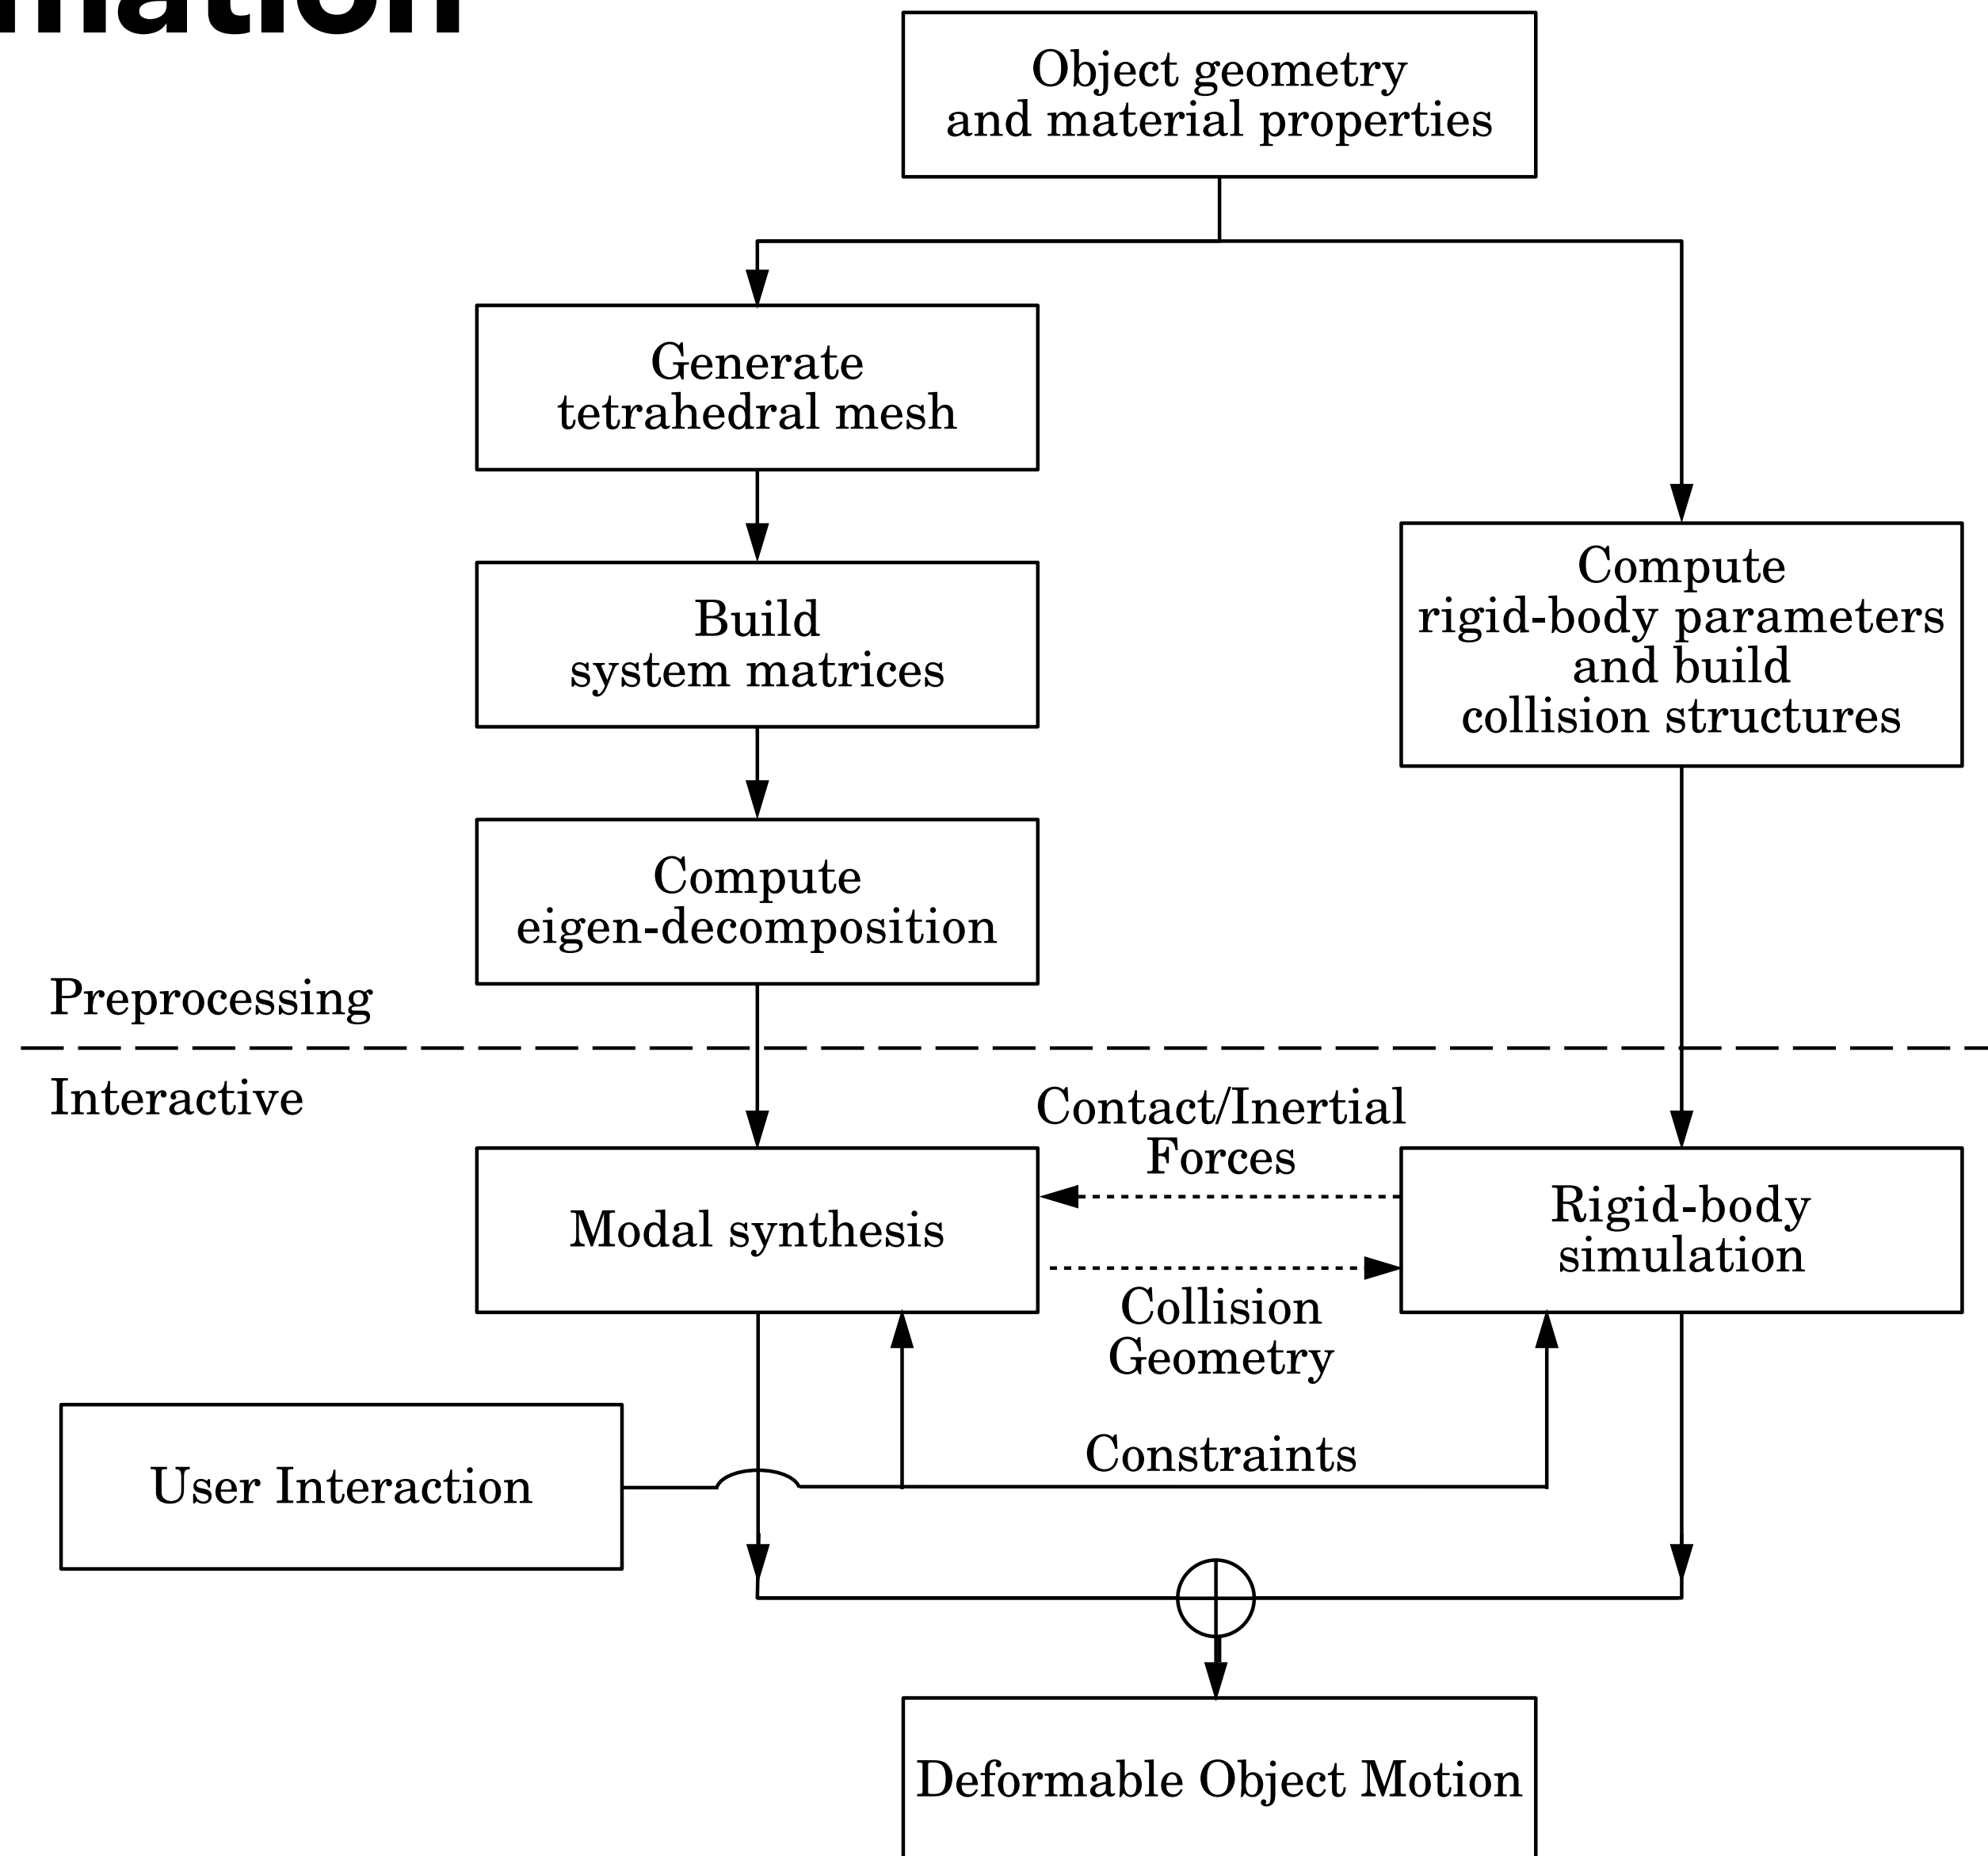 mation
Object geometry
and material properties
Generate
tetrahedral mesh
Build
system matrices
Compute
rigid-body parameters
and build
collision structures
Compute
eigen-decomposition
Preprocessing
Interactive
Contact/Inertial
Forces
Modal synthesis
Rigid-body
simulation
Collision
Geometry
Constraints
User Interaction
Deformable Object Motion